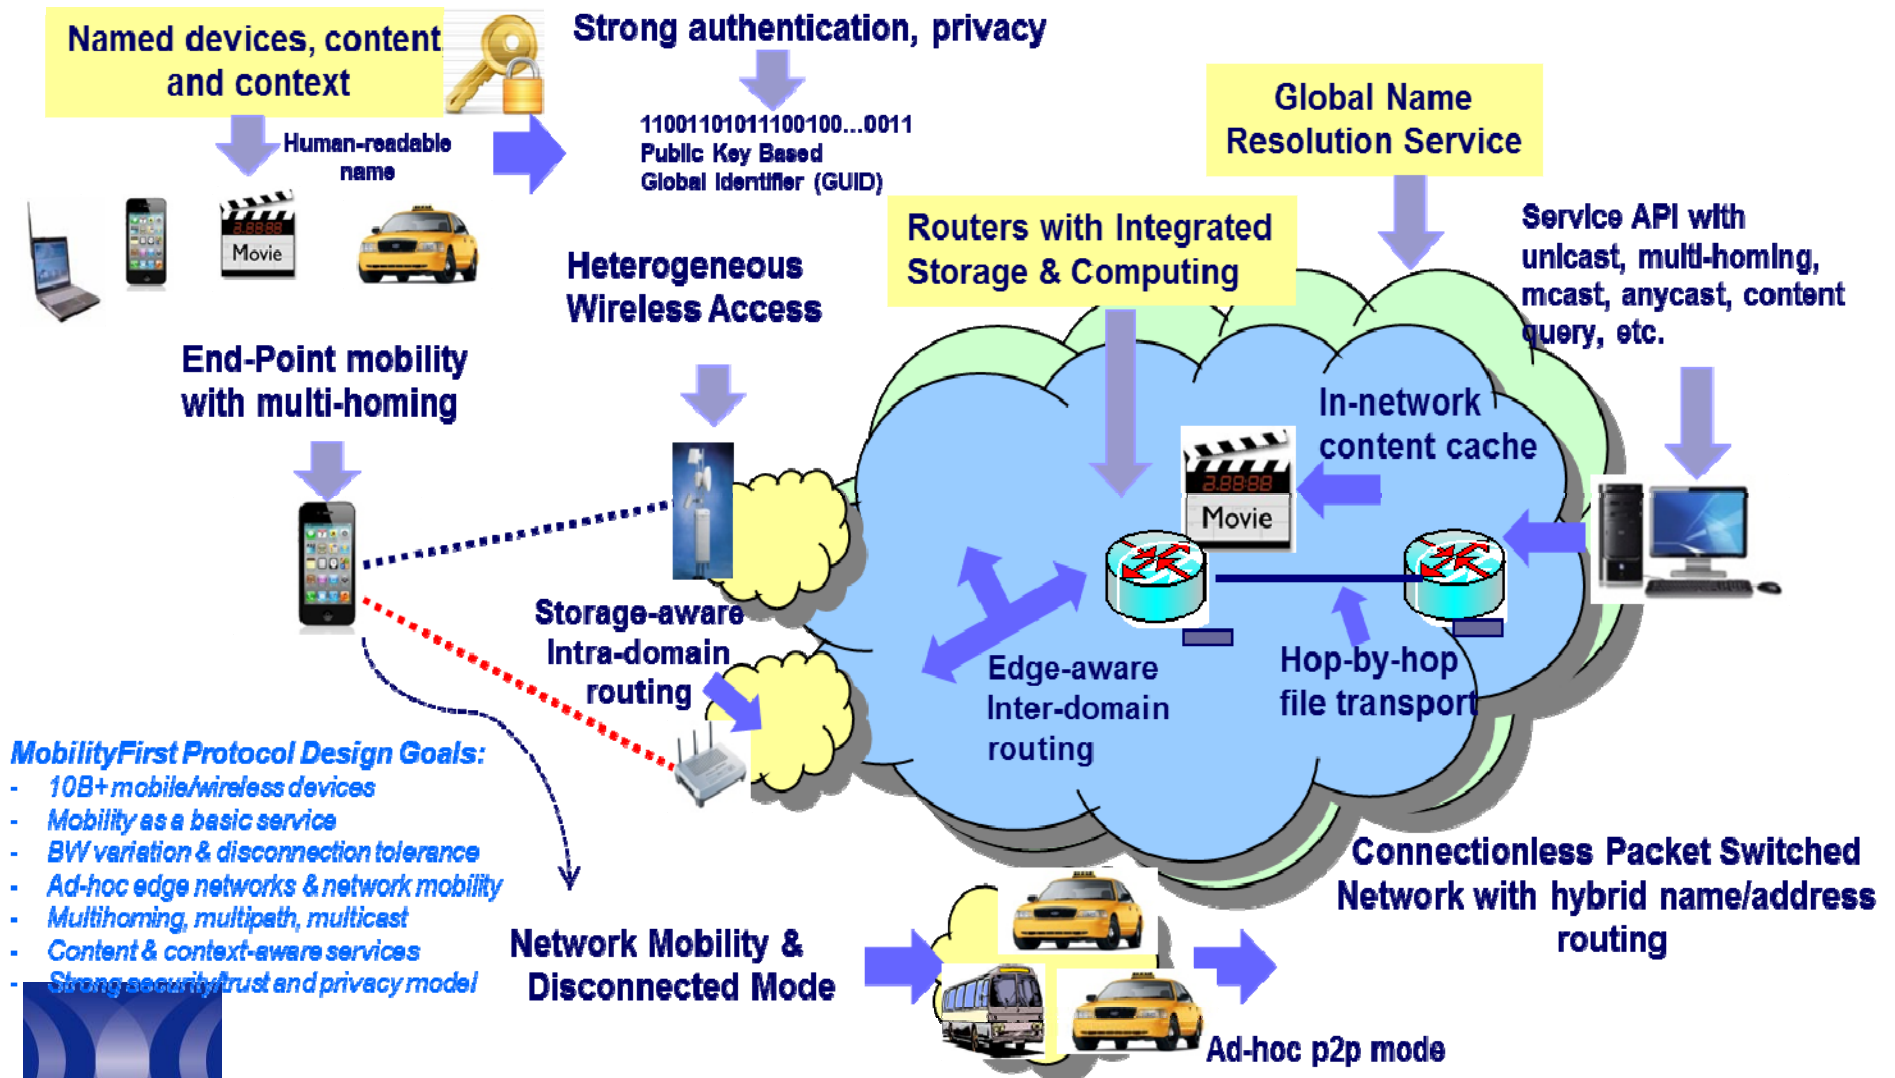 Named devices, content
and context
Human-readable
name
Strong authentication, privacy
11001101011100100...0011
Public Key Based
Global Identifier (GUID)
Global Name
Resolution Service
Routers with Integrated
Storage & Computing
Service API with
unicast, multi-homing,
mcast, anycast, content
query, etc.
Movie
Heterogeneous
Wireless Access
End-Point mobility
with multi-homing
In-network
content cache
Movie
Storage-aware
Intra-domain
routing
Edge-aware
Inter-domain
routing
Hop-by-hop
file transport
MobilityFirst Protocol Design Goals:
- 10B+ mobile/wireless devices
- Mobility as a basic service
- BW variation & disconnection tolerance
- Ad-hoc edge networks & network mobility
- Multihoming, multipath, multicast
- Content & context-aware services
- Strong security/trust and privacy model
Network Mobility &
Disconnected Mode
Connectionless Packet Switched
Network with hybrid name/address
routing
Ad-hoc p2p mode